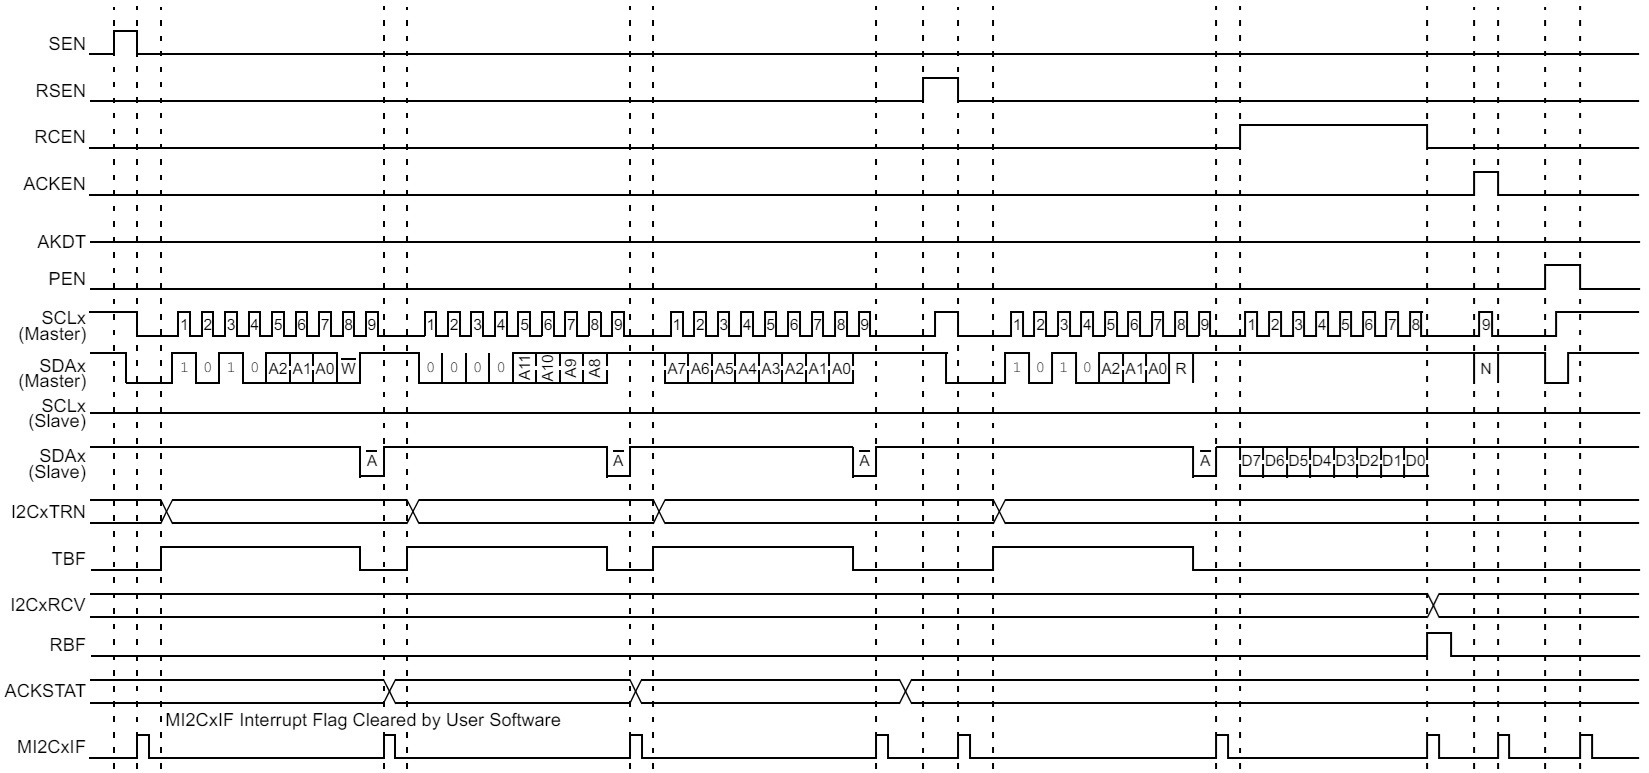 SEN
RSEN
RCEN
ACKEN
AKDT
PEN
SCLx
(Master)
1 2 3 4 5 6 7 8 9 1 2 3 4 5 6 7 8 9 1 2 3 4 5 6 7 8 9 1 2 3 4 5 6 7 8 9 1 2 3 4 5 6 7 8 9
SDAx
(Master)
1 0 1 0 A2 A1 A0 W̅ 0 0 0 0 A11 A10 A9 A8 A7 A6 A5 A4 A3 A2 A1 A0 1 0 1 0 A2 A1 A0 R N
SCLx
(Slave)
SDAx
(Slave)
A̅ A̅ A̅ A̅ D7 D6 D5 D4 D3 D2 D1 D0
I2CxTRN
TBF
I2CxRCV
RBF
ACKSTAT
MI2CxIF Interrupt Flag Cleared by User Software
MI2CxIF